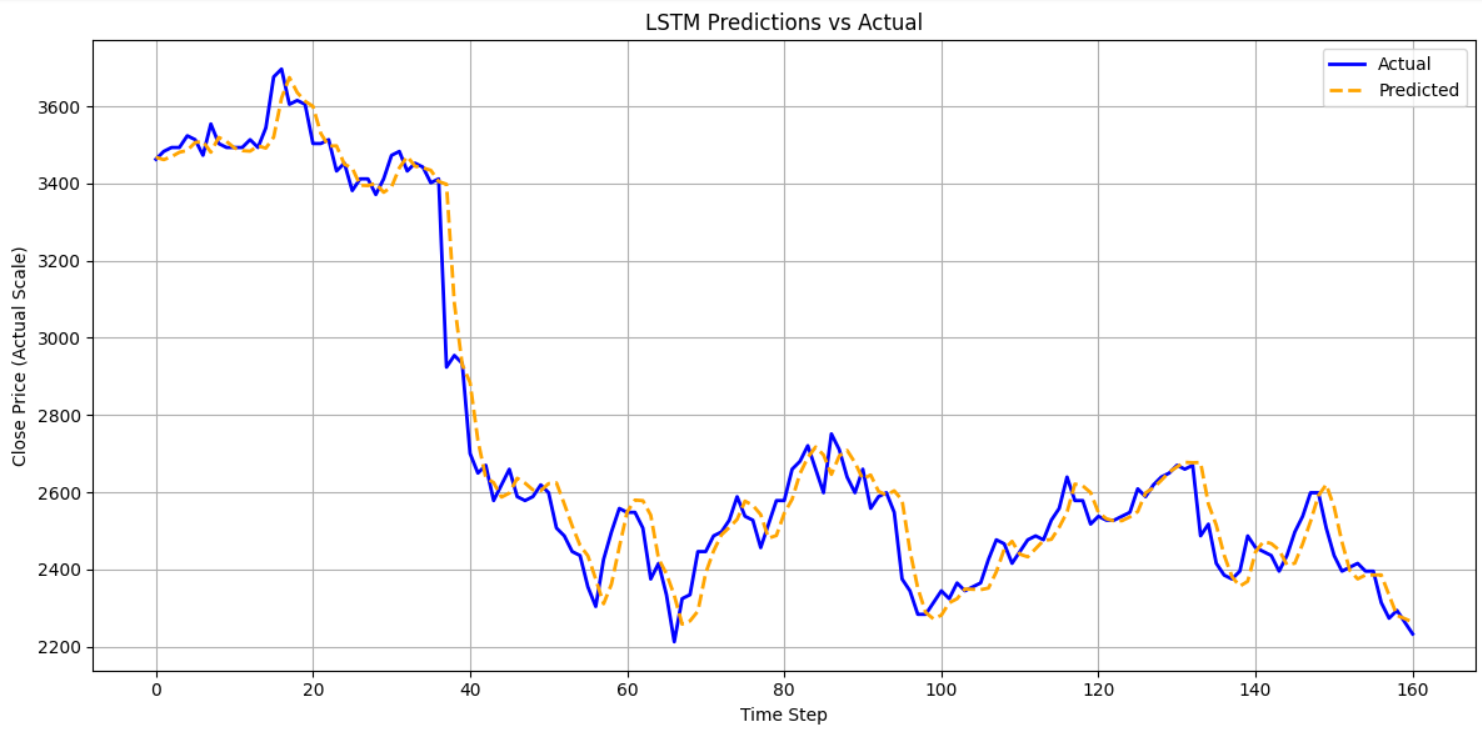 LSTM Predictions vs Actual
Actual
Predicted
Close Price (Actual Scale)
3600
3400
3200
3000
2800
2600
2400
2200
0 20 40 60 80 100 120 140 160
Time Step